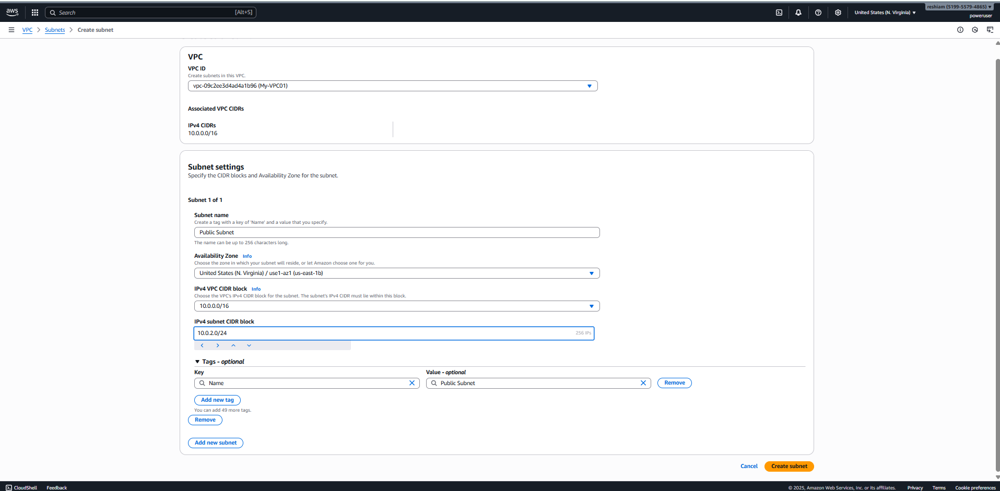 aws
Search [Alt+S]
United States (N. Virginia) ▼
reshiam (5199-5579-4865) ▼
poweruser
VPC > Subnets > Create subnet
VPC
VPC ID
Create subnets in this VPC.
vpc-09c2ee3d4ad4a1b96 (My-VPC01)
Associated VPC CIDRs
IPv4 CIDRs
10.0.0.0/16
Subnet settings
Specify the CIDR blocks and Availability Zone for the subnet.
Subnet 1 of 1
Subnet name
Create a tag with a key of 'Name' and a value that you specify.
Public Subnet
The name can be up to 256 characters long.
Availability Zone Info
Choose the zone in which your subnet will reside, or let Amazon choose one for you.
United States (N. Virginia) / use1-az1 (us-east-1b)
IPv4 VPC CIDR block Info
Choose the VPC's IPv4 CIDR block for the subnet. The subnet's IPv4 CIDR must lie within this block.
10.0.0.0/16
IPv4 subnet CIDR block
10.0.2.0/24 256 IPs
▼ Tags - optional
Key Value - optional
Name Public Subnet Remove
Add new tag
You can add 49 more tags.
Remove
Add new subnet
Cancel Create subnet
CloudShell Feedback © 2025, Amazon Web Services, Inc. or its affiliates. Privacy Terms Cookie preferences